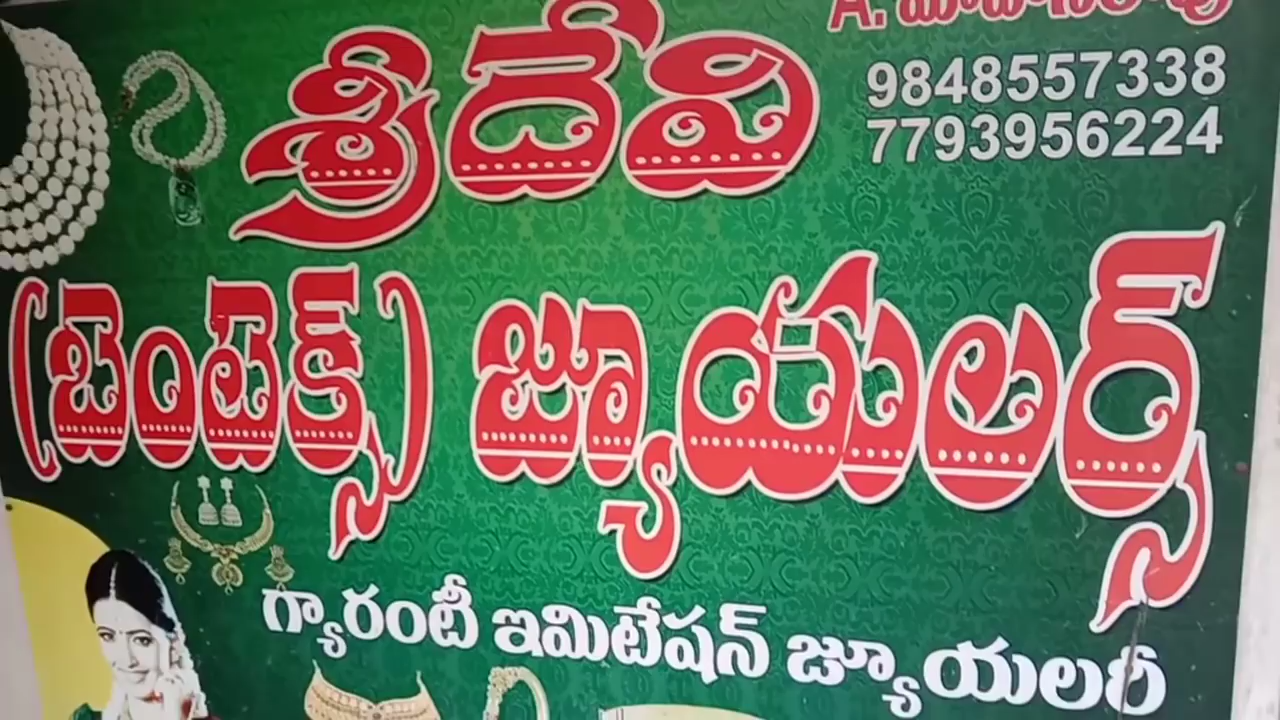 శ్రీదేవి
A.
9848557338
7793956224
(బెంటెక్స్) జ్యూయలర్స్
గ్యారంటీ ఇమిటేషన్ జ్యూయలరీ